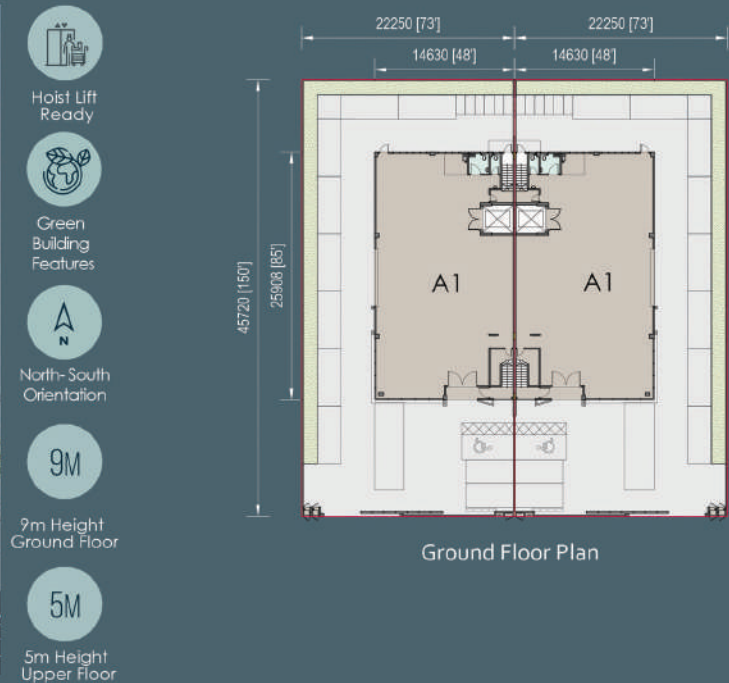 Hoist Lift
Ready
Green
Building
Features
N
North-South
Orientation
9M
9m Height
Ground Floor
5M
5m Height
Upper Floor
22250 [73']
22250 [73']
14630 [48']
14630 [48']
45720 [150']
25908 [85']
A1
A1
Ground Floor Plan